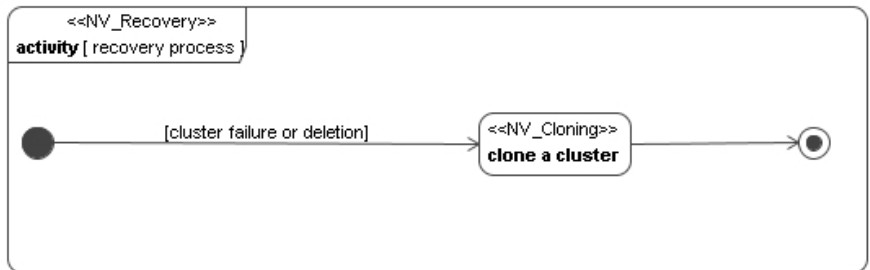 <<NV_Recovery>>
activity [ recovery process ]
[cluster failure or deletion]
<<NV_Cloning>>
clone a cluster